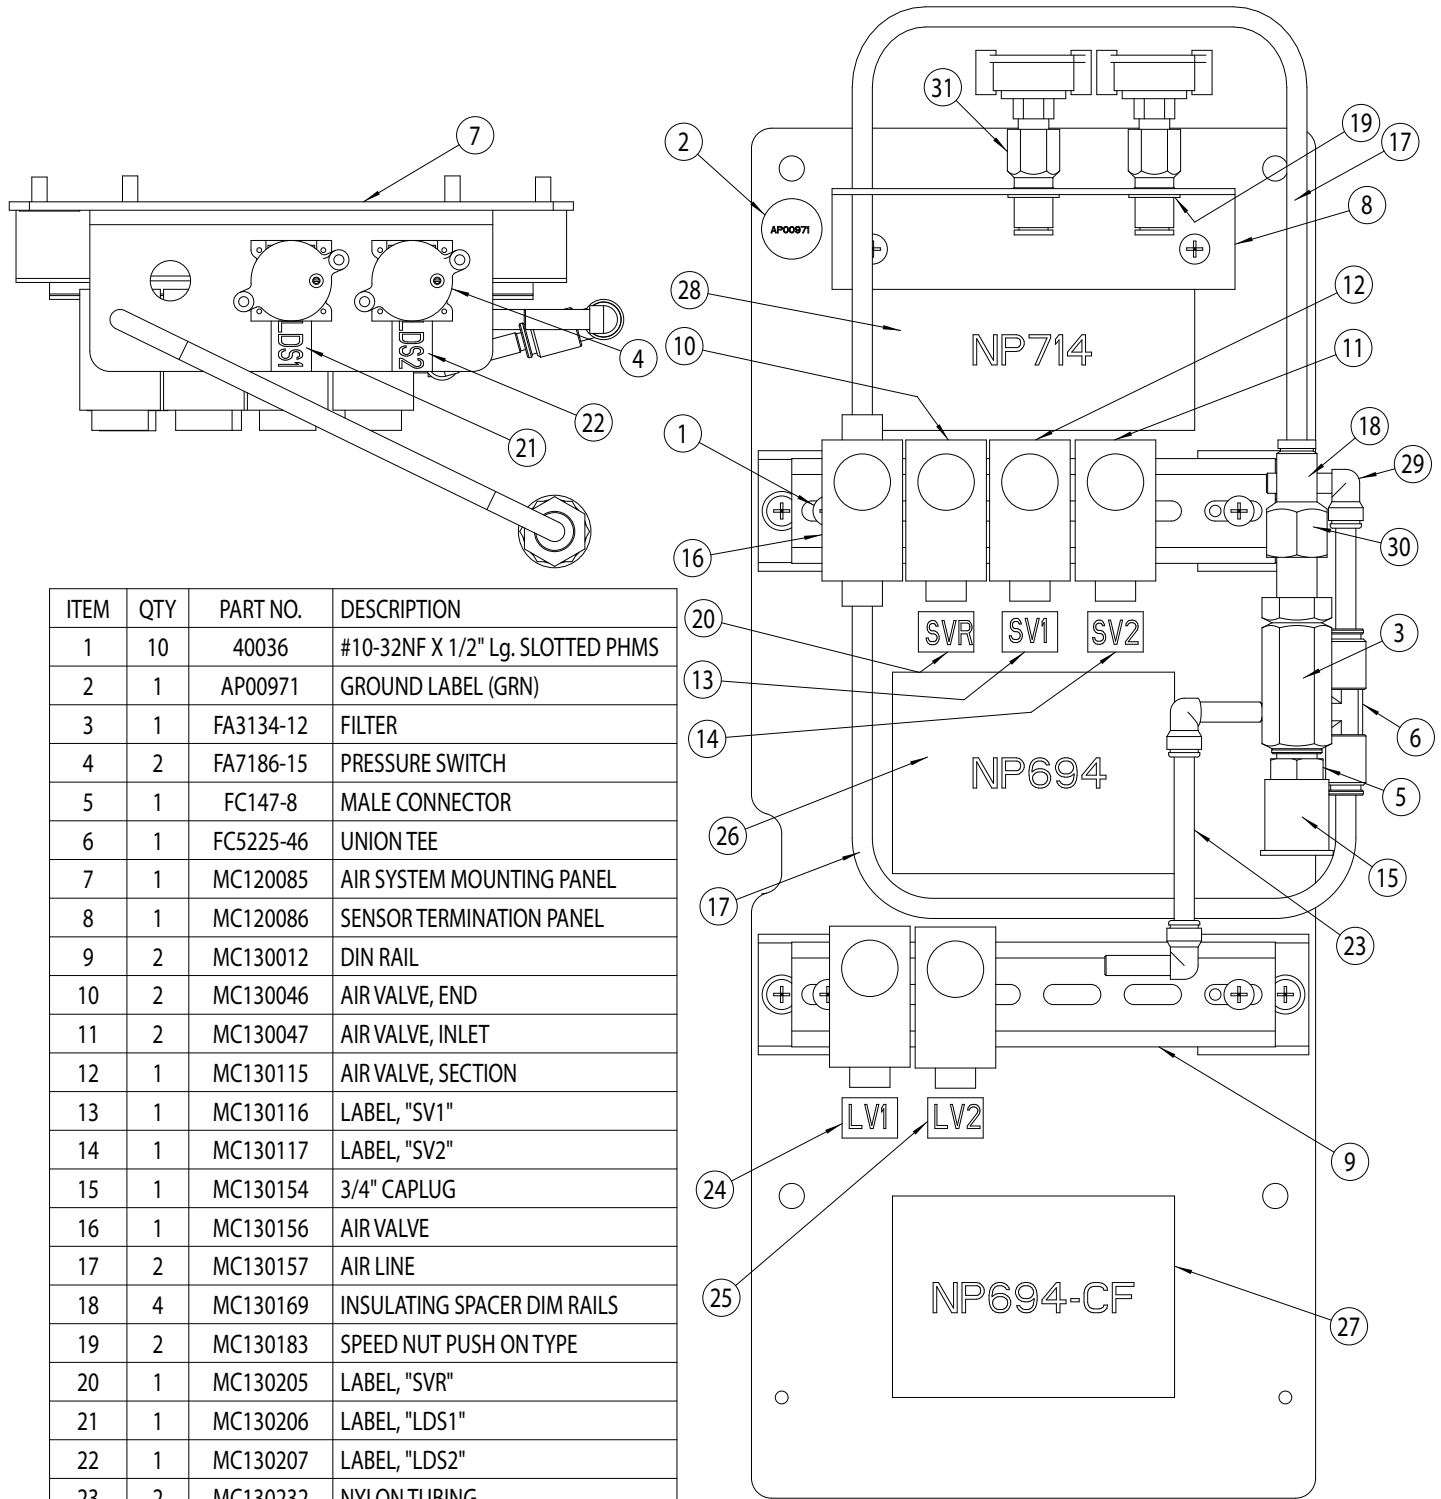 7
LDS1
LDS2
4
22
21
31
2
19
17
8
AP00971
28
12
10
NP714
11
1
18
29
16
30
20
SVR
SV1
SV2
3
13
14
6
NP694
5
26
15
17
23
LV1
LV2
24
9
25
NP694-CF
27
ITEM QTY PART NO. DESCRIPTION
1 10 40036 #10-32NF X 1/2" Lg. SLOTTED PHMS
2 1 AP00971 GROUND LABEL (GRN)
3 1 FA3134-12 FILTER
4 2 FA7186-15 PRESSURE SWITCH
5 1 FC147-8 MALE CONNECTOR
6 1 FC5225-46 UNION TEE
7 1 MC120085 AIR SYSTEM MOUNTING PANEL
8 1 MC120086 SENSOR TERMINATION PANEL
9 2 MC130012 DIN RAIL
10 2 MC130046 AIR VALVE, END
11 2 MC130047 AIR VALVE, INLET
12 1 MC130115 AIR VALVE, SECTION
13 1 MC130116 LABEL, "SV1"
14 1 MC130117 LABEL, "SV2"
15 1 MC130154 3/4" CAPLUG
16 1 MC130156 AIR VALVE
17 2 MC130157 AIR LINE
18 4 MC130169 INSULATING SPACER DIM RAILS
19 2 MC130183 SPEED NUT PUSH ON TYPE
20 1 MC130205 LABEL, "SVR"
21 1 MC130206 LABEL, "LDS1"
22 1 MC130207 LABEL, "LDS2"
23 2 MC130232 NYLON TUBING